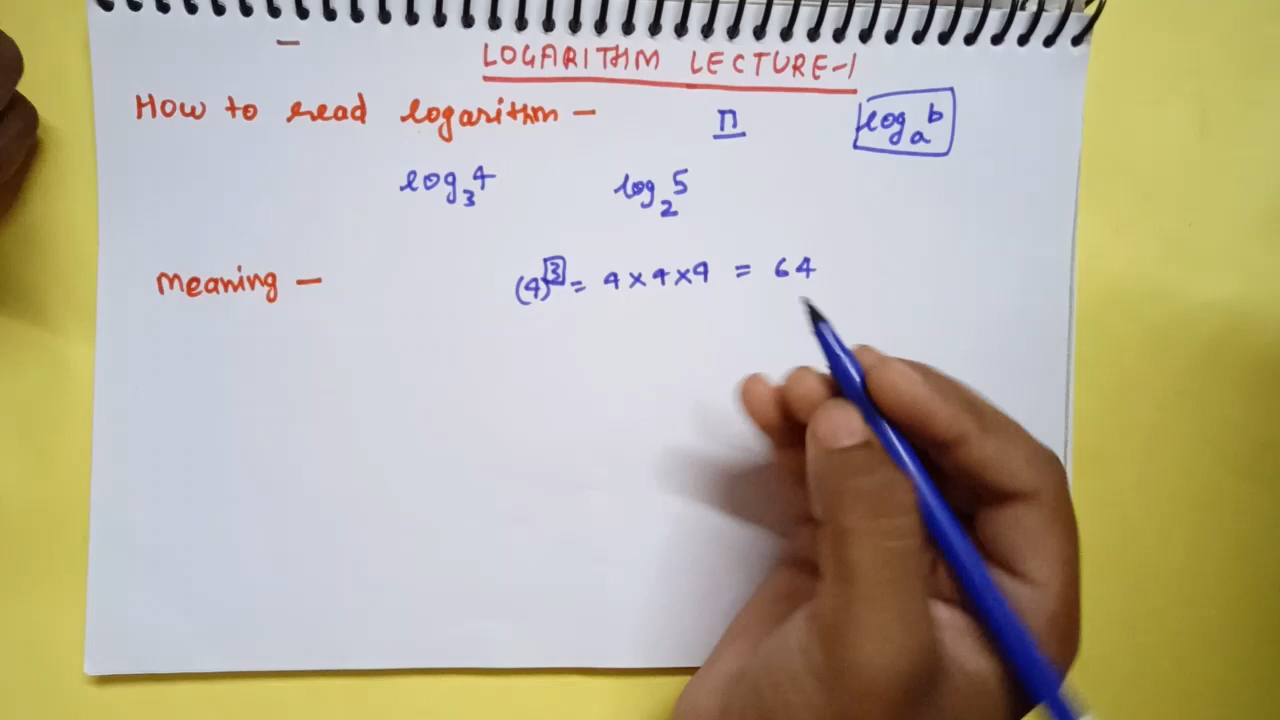 LOGARITHM LECTURE-1
How to read logarithm — n log_a b
log_3 4 log_2 5
Meaning — (4)^3 = 4×4×4 = 64